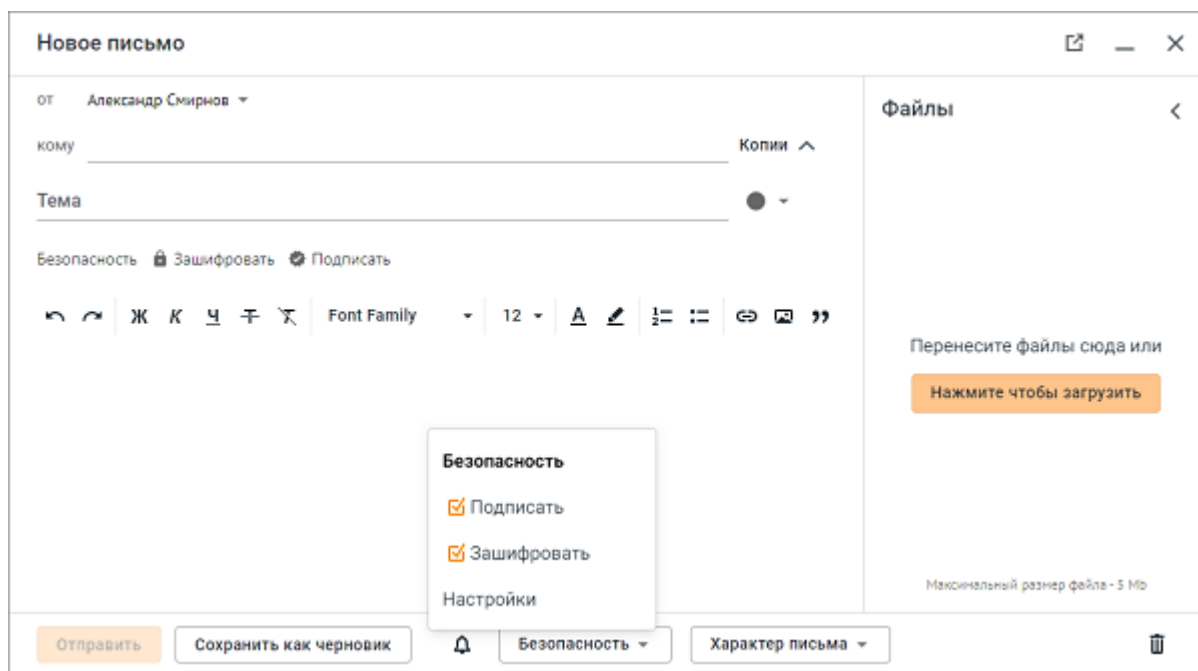 Новое письмо
от Александр Смирнов
кому
Копии
Тема
Безопасность Зашифровать Подписать
Ж К Ч Т Font Family 12 A
Файлы
Перенесите файлы сюда или
Нажмите чтобы загрузить
Максимальный размер файла - 5 Mb
Безопасность
Подписать
Зашифровать
Настройки
Отправить Сохранить как черновик Безопасность Характер письма